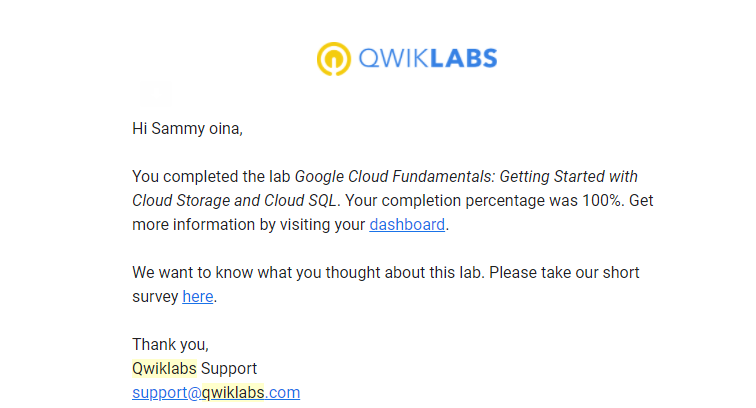 QWIKLABS
Hi Sammy oina,
You completed the lab Google Cloud Fundamentals: Getting Started with
Cloud Storage and Cloud SQL. Your completion percentage was 100%. Get
more information by visiting your dashboard.
We want to know what you thought about this lab. Please take our short
survey here.
Thank you,
Qwiklabs Support
support@qwiklabs.com